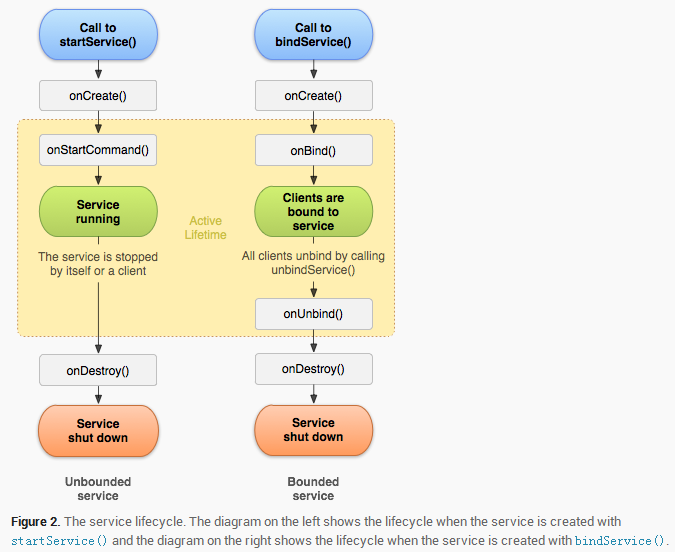 Call to
startService()
onCreate()
onStartCommand()
Service
running
The service is stopped
by itself or a client
onDestroy()
Service
shut down
Unbounded
service
Active
Lifetime
Call to
bindService()
onCreate()
onBind()
Clients are
bound to
service
All clients unbind by calling
unbindService()
onUnbind()
onDestroy()
Service
shut down
Bounded
service
Figure 2. The service lifecycle. The diagram on the left shows the lifecycle when the service is created with
startService() and the diagram on the right shows the lifecycle when the service is created with bindService().